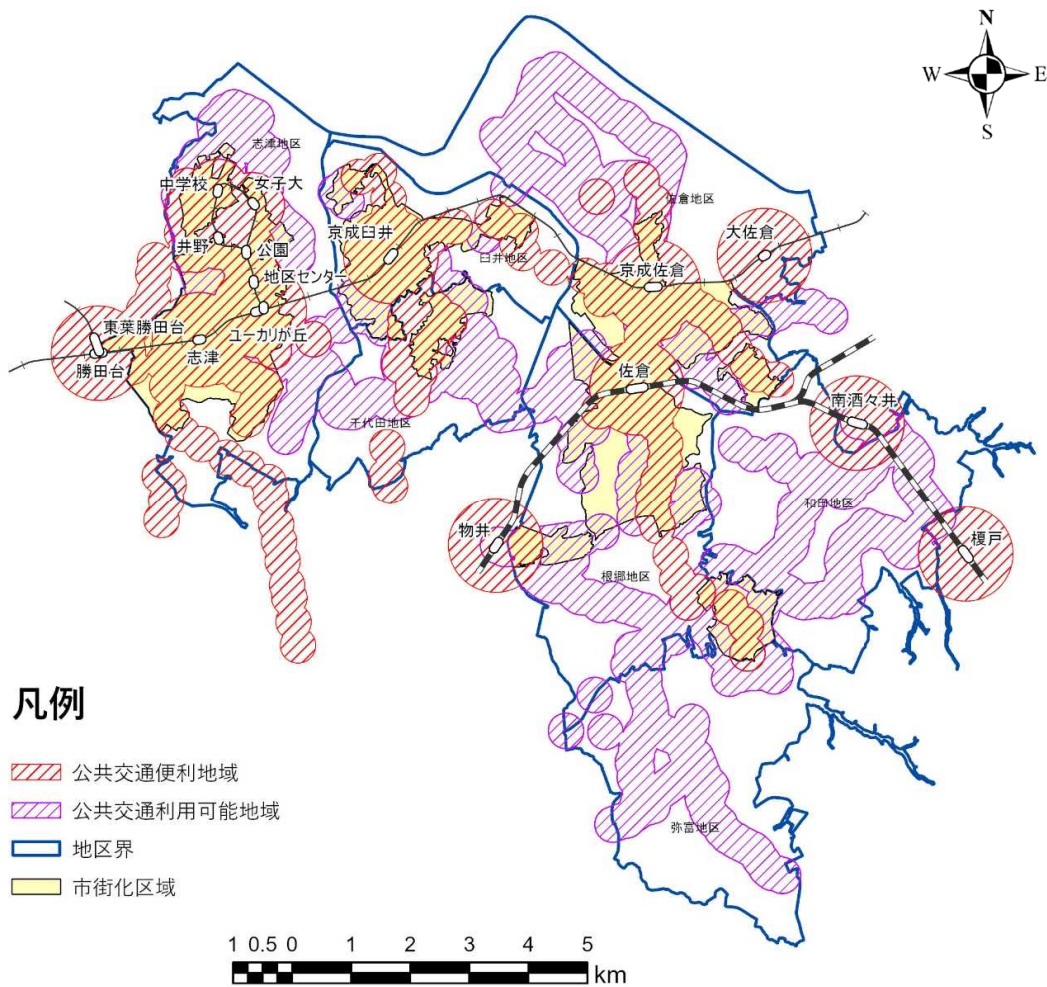 N
W E
S
志津地区
中学校
女子大
佐倉地区
京成臼井
大佐倉
井野
公園
臼井地区
京成佐倉
地区センター
東葉勝田台
ユーカリが丘
勝田台
志津
佐倉
南酒々井
千代田地区
和田地区
物井
榎戸
根郷地区
弥富地区
凡例
公共交通便利地域
公共交通利用可能地域
地区界
市街化区域
1 0.5 0 1 2 3 4 5
km